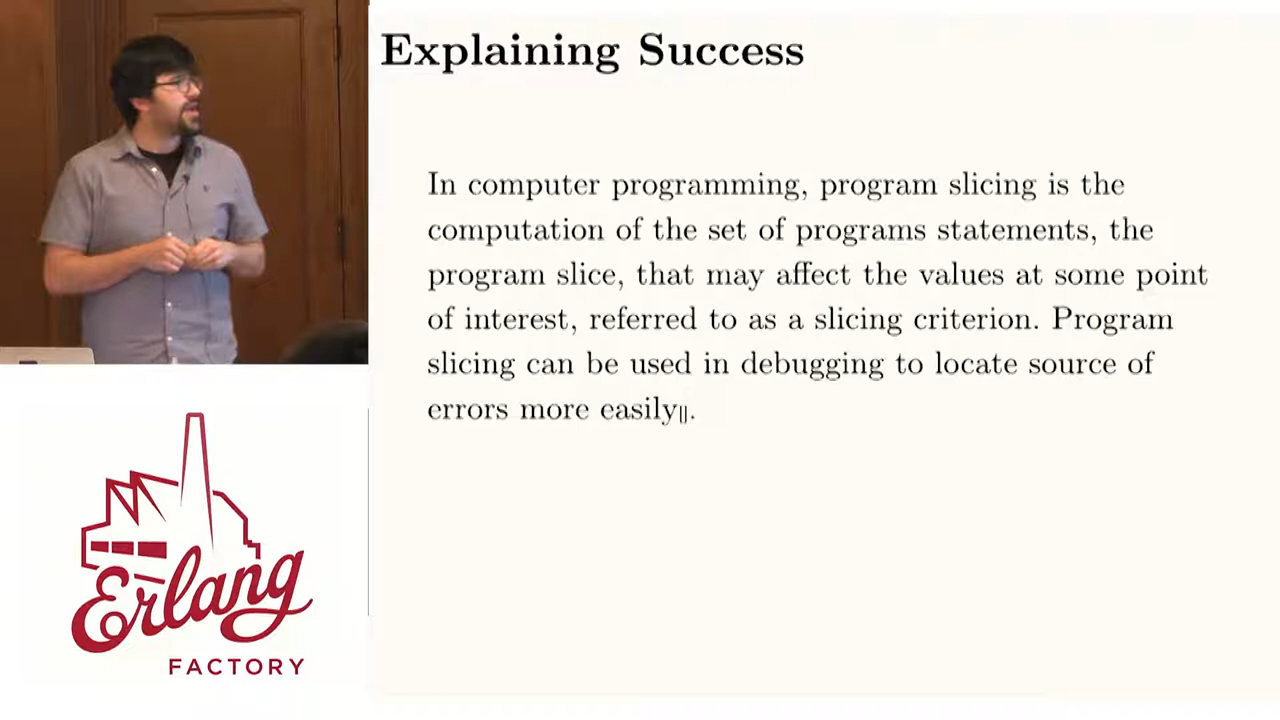 Explaining Success
In computer programming, program slicing is the
computation of the set of programs statements, the
program slice, that may affect the values at some point
of interest, referred to as a slicing criterion. Program
slicing can be used in debugging to locate source of
errors more easily||.
Erlang
FACTORY